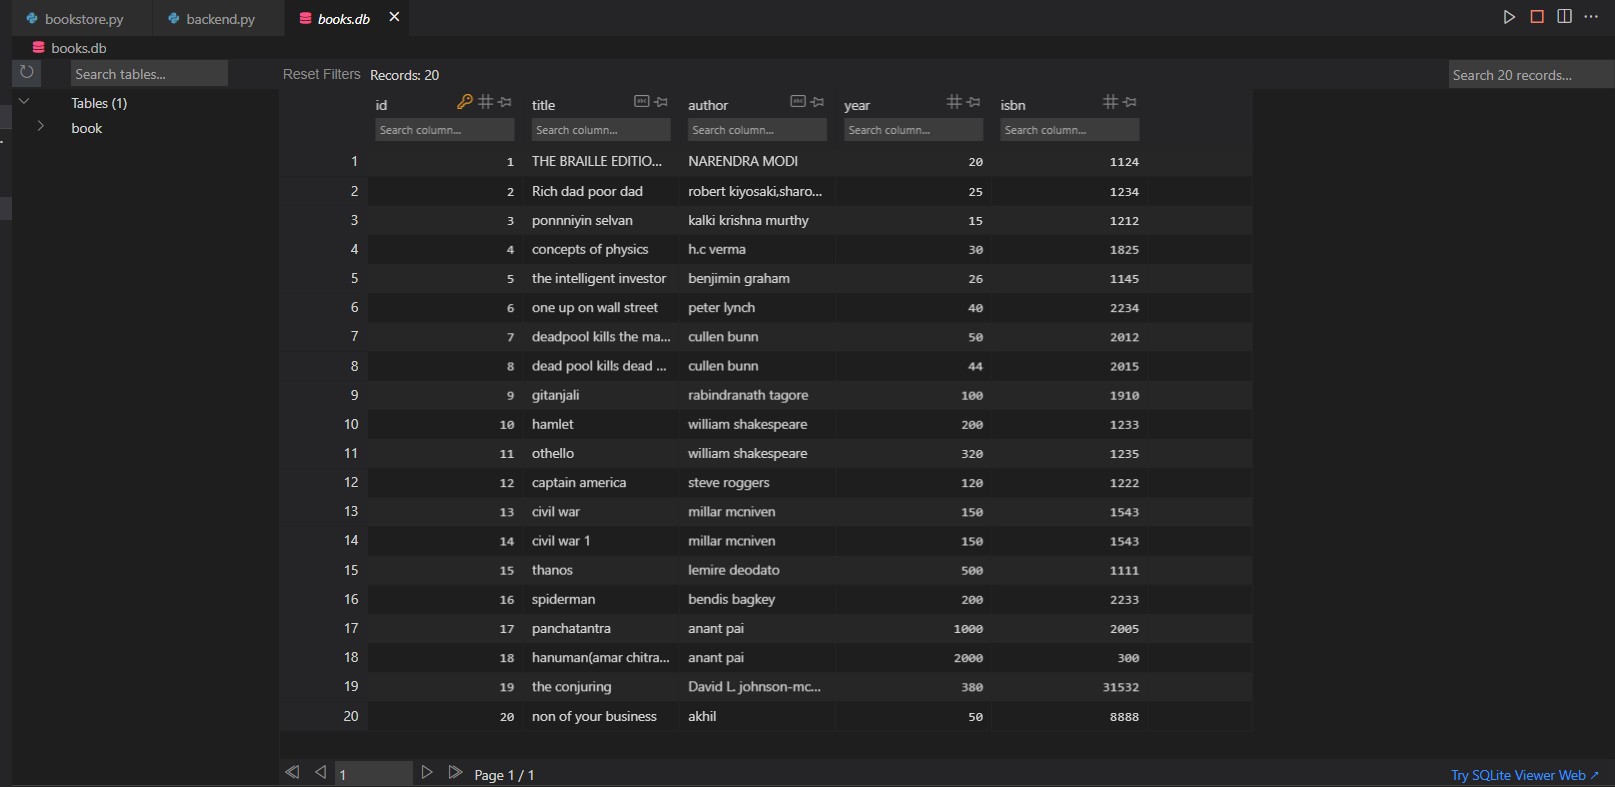 bookstore.py backend.py books.db
books.db
Search tables... Reset Filters Records: 20 Search 20 records...
Tables (1) id title author year isbn
book Search column... Search column... Search column... Search column... Search column...
1 1 THE BRAILLE EDITIO... NARENDRA MODI 20 1124
2 2 Rich dad poor dad robert kiyosaki,sharo... 25 1234
3 3 ponnniyin selvan kalki krishna murthy 15 1212
4 4 concepts of physics h.c verma 30 1825
5 5 the intelligent investor benjimin graham 26 1145
6 6 one up on wall street peter lynch 40 2234
7 7 deadpool kills the ma... cullen bunn 50 2012
8 8 dead pool kills dead ... cullen bunn 44 2015
9 9 gitanjali rabindranath tagore 100 1910
10 10 hamlet william shakespeare 200 1233
11 11 othello william shakespeare 320 1235
12 12 captain america steve roggers 120 1222
13 13 civil war millar mcniven 150 1543
14 14 civil war 1 millar mcniven 150 1543
15 15 thanos lemire deodato 500 1111
16 16 spiderman bendis bagkey 200 2233
17 17 panchatantra anant pai 1000 2005
18 18 hanuman(amar chitra... anant pai 2000 300
19 19 the conjuring David L. johnson-mc... 380 31532
20 20 non of your business akhil 50 8888
1 Page 1 / 1 Try SQLite Viewer Web ↗